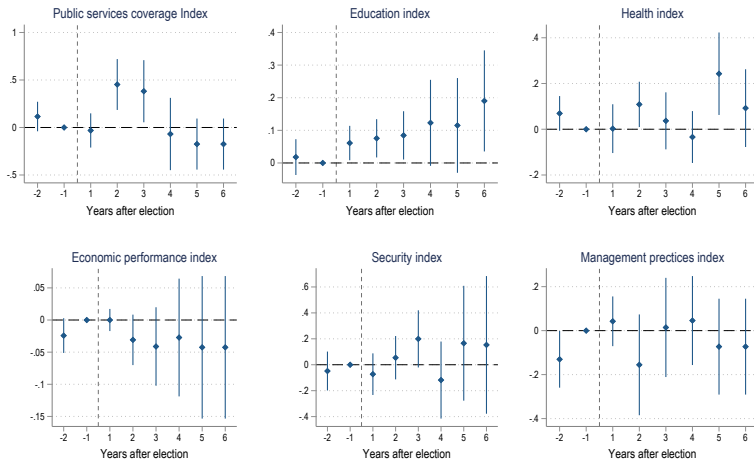 Public services coverage Index
1
.5
0
-.5
-2 -1 1 2 3 4 5 6
Years after election
Education index
.4
.3
.2
.1
0
-2 -1 1 2 3 4 5 6
Years after election
Health index
.4
.2
0
-.2
-2 -1 1 2 3 4 5 6
Years after election
Economic performance index
.05
0
-.05
-.1
-.15
-2 -1 1 2 3 4 5 6
Years after election
Security index
.6
.4
.2
0
-.2
-.4
-2 -1 1 2 3 4 5 6
Years after election
Management prectices index
.2
0
-.2
-.4
-2 -1 1 2 3 4 5 6
Years after election